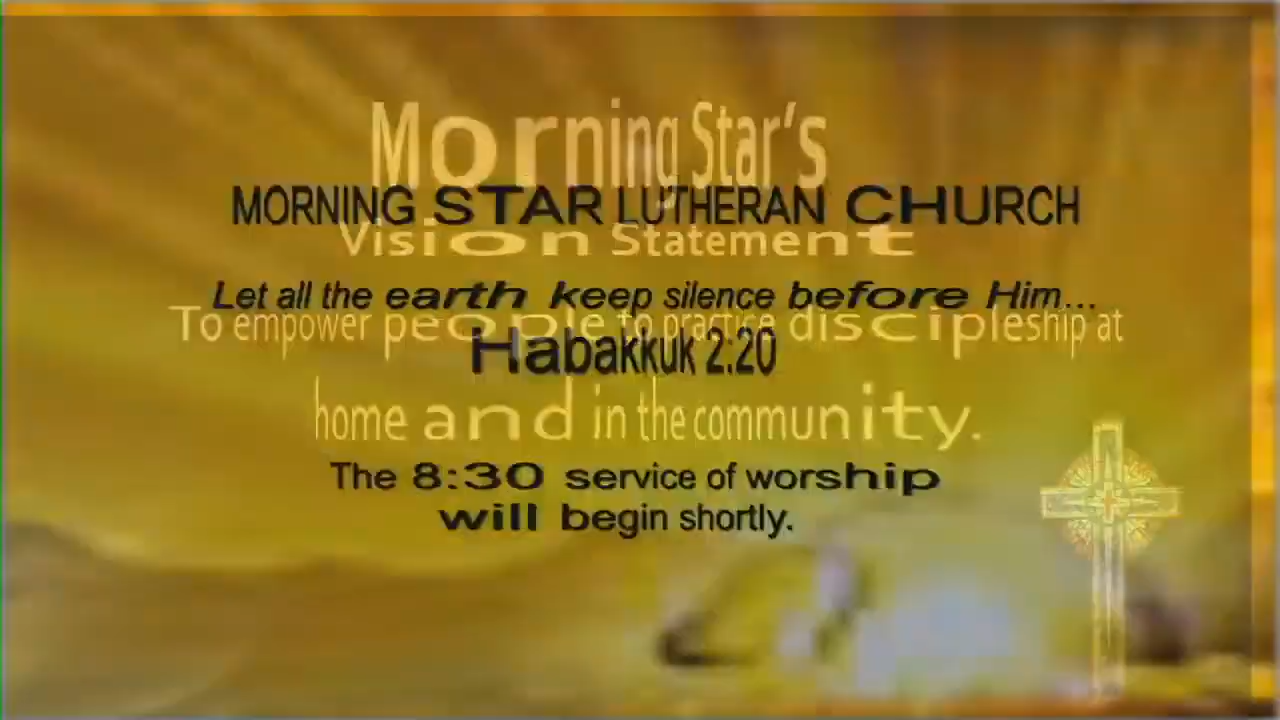 Morning Star's
MORNING STAR LUTHERAN CHURCH
Vision Statement
Let all the earth keep silence before Him...
To empower people to practice discipleship at
Habakkuk 2:20
home and in the community.
The 8:30 service of worship
will begin shortly.